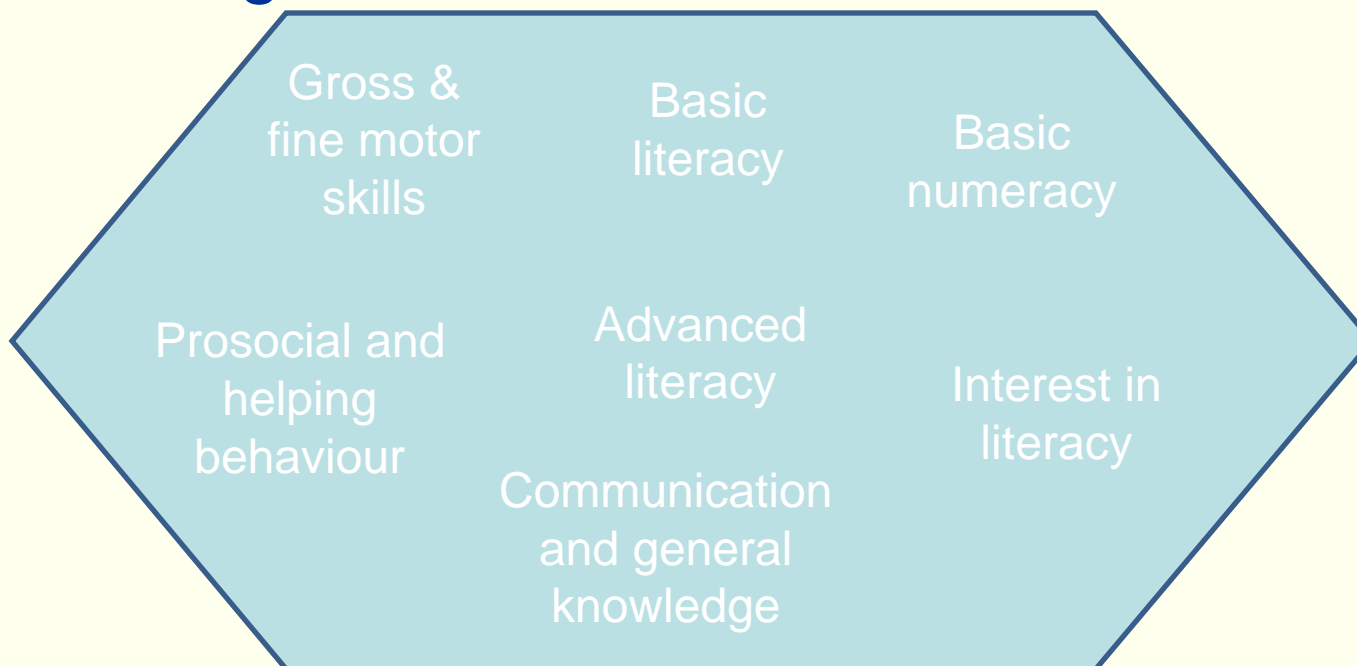 Gross &
fine motor
skills
Basic
literacy
Basic
numeracy
Prosocial and
helping
behaviour
Advanced
literacy
Interest in
literacy
Communication
and general
knowledge